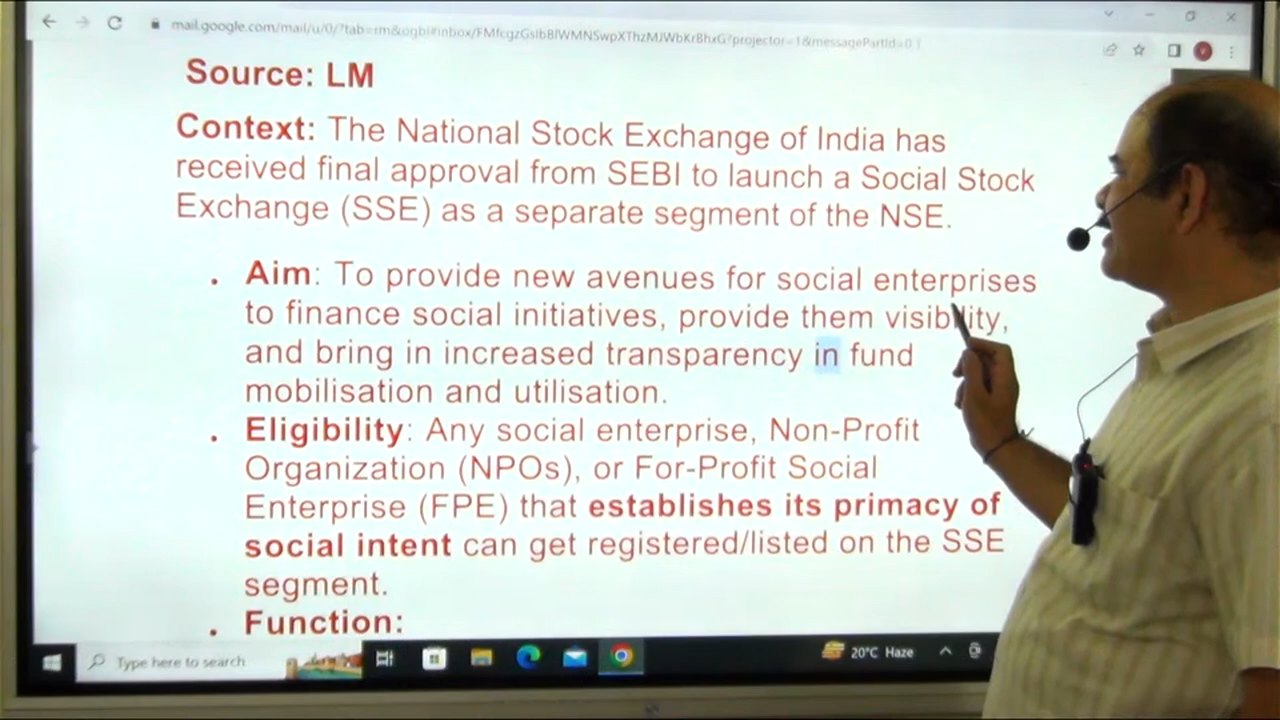 mail.google.com/mail/u/0/?tab=rm&ogbl#inbox/FMfcgzGslbBlWMNSwpXThzMJWbKrBhxG?projector=1&messagePartId=0.1
Source: LM
Context: The National Stock Exchange of India has
received final approval from SEBI to launch a Social Stock
Exchange (SSE) as a separate segment of the NSE.
. Aim: To provide new avenues for social enterprises
to finance social initiatives, provide them visibility,
and bring in increased transparency in fund
mobilisation and utilisation.
. Eligibility: Any social enterprise, Non-Profit
Organization (NPOs), or For-Profit Social
Enterprise (FPE) that establishes its primacy of
social intent can get registered/listed on the SSE
segment.
. Function:
Type here to search
20°C Haze